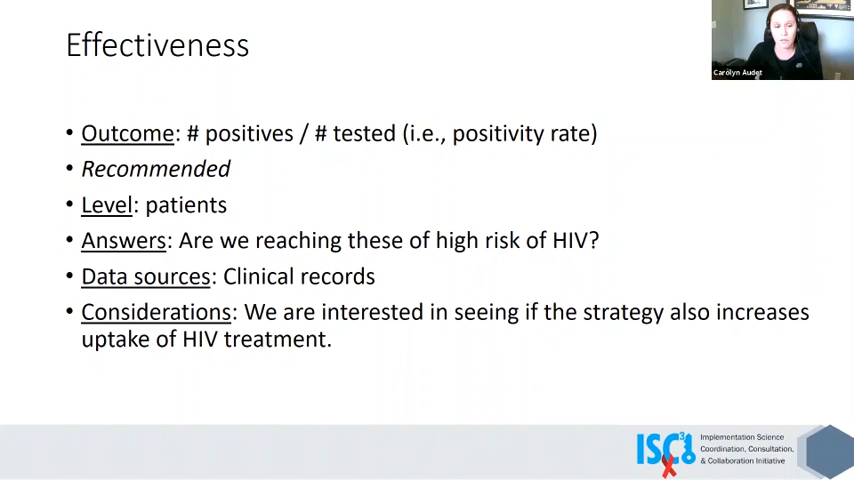 Effectiveness
Carolyn Audet
• Outcome: # positives / # tested (i.e., positivity rate)
• Recommended
• Level: patients
• Answers: Are we reaching these of high risk of HIV?
• Data sources: Clinical records
• Considerations: We are interested in seeing if the strategy also increases
uptake of HIV treatment.
ISC3I
Implementation Science
Coordination, Consultation,
& Collaboration Initiative